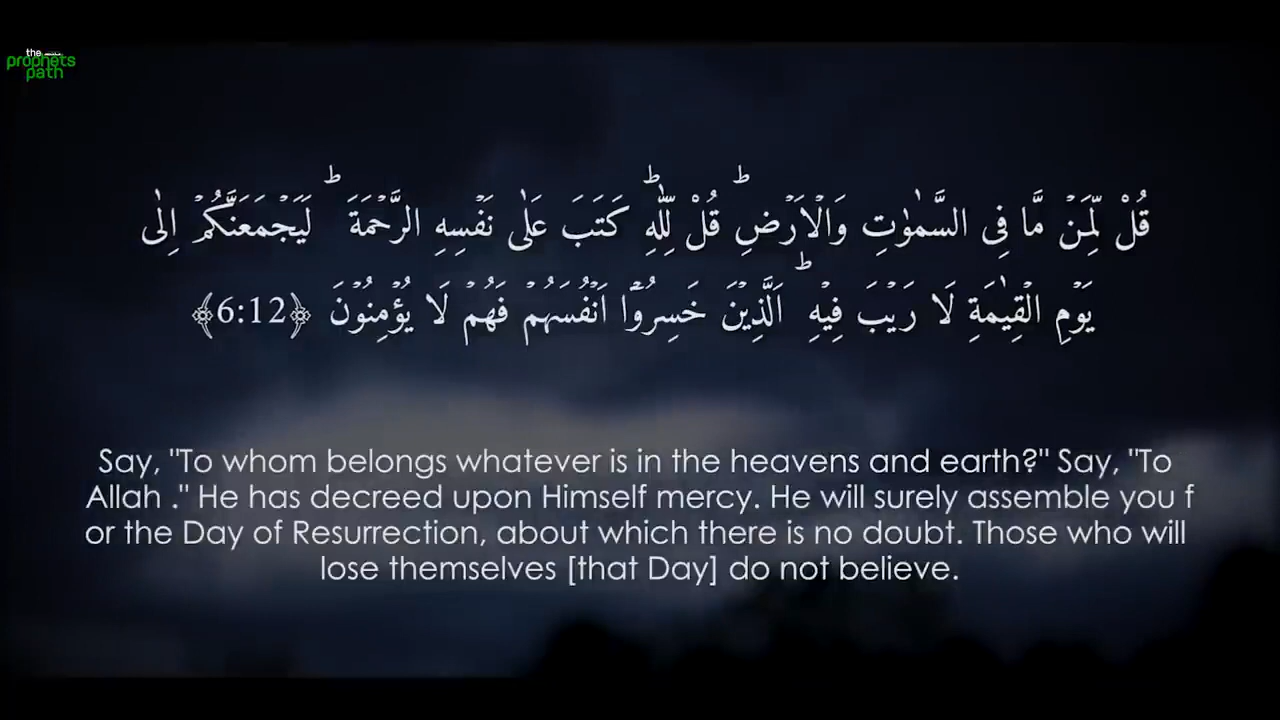 the
prophets
path
قُلْ لِّمَنْ مَّا فِى السَّمٰوٰتِ وَالْاَرْضِ ؕ قُلْ لِلّٰهِ ؕ كَتَبَ عَلٰى نَفْسِهِ الرَّحْمَةَ ؕ لَيَجْمَعَنَّكُمْ اِلٰى
يَوْمِ الْقِيٰمَةِ لَا رَيْبَ فِيْهِ ؕ اَلَّذِيْنَ خَسِرُوْۤا اَنْفُسَهُمْ فَهُمْ لَا يُؤْمِنُوْنَ ﴿6:12﴾
Say, "To whom belongs whatever is in the heavens and earth?" Say, "To
Allah ." He has decreed upon Himself mercy. He will surely assemble you f
or the Day of Resurrection, about which there is no doubt. Those who will
lose themselves [that Day] do not believe.